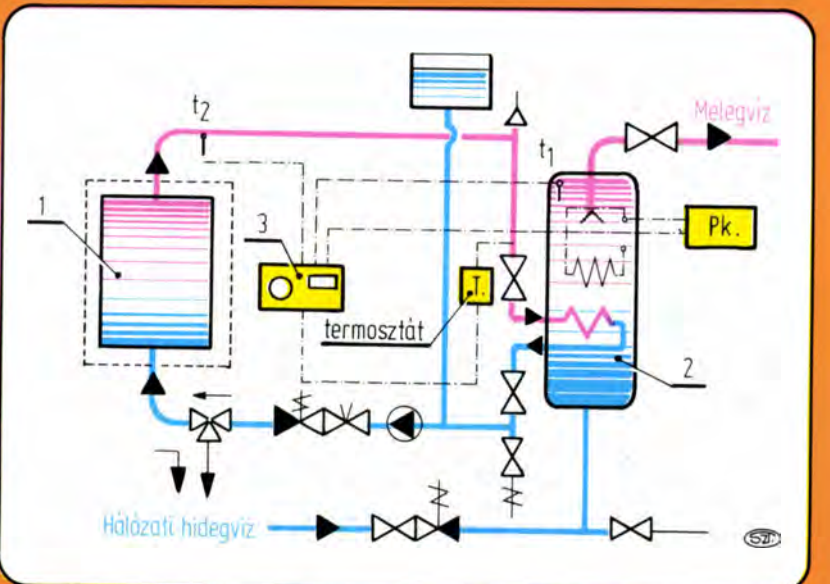 t2
Melegvíz
t1
1
3
Pk.
T.
termosztát
2
Hálózati hidegvíz